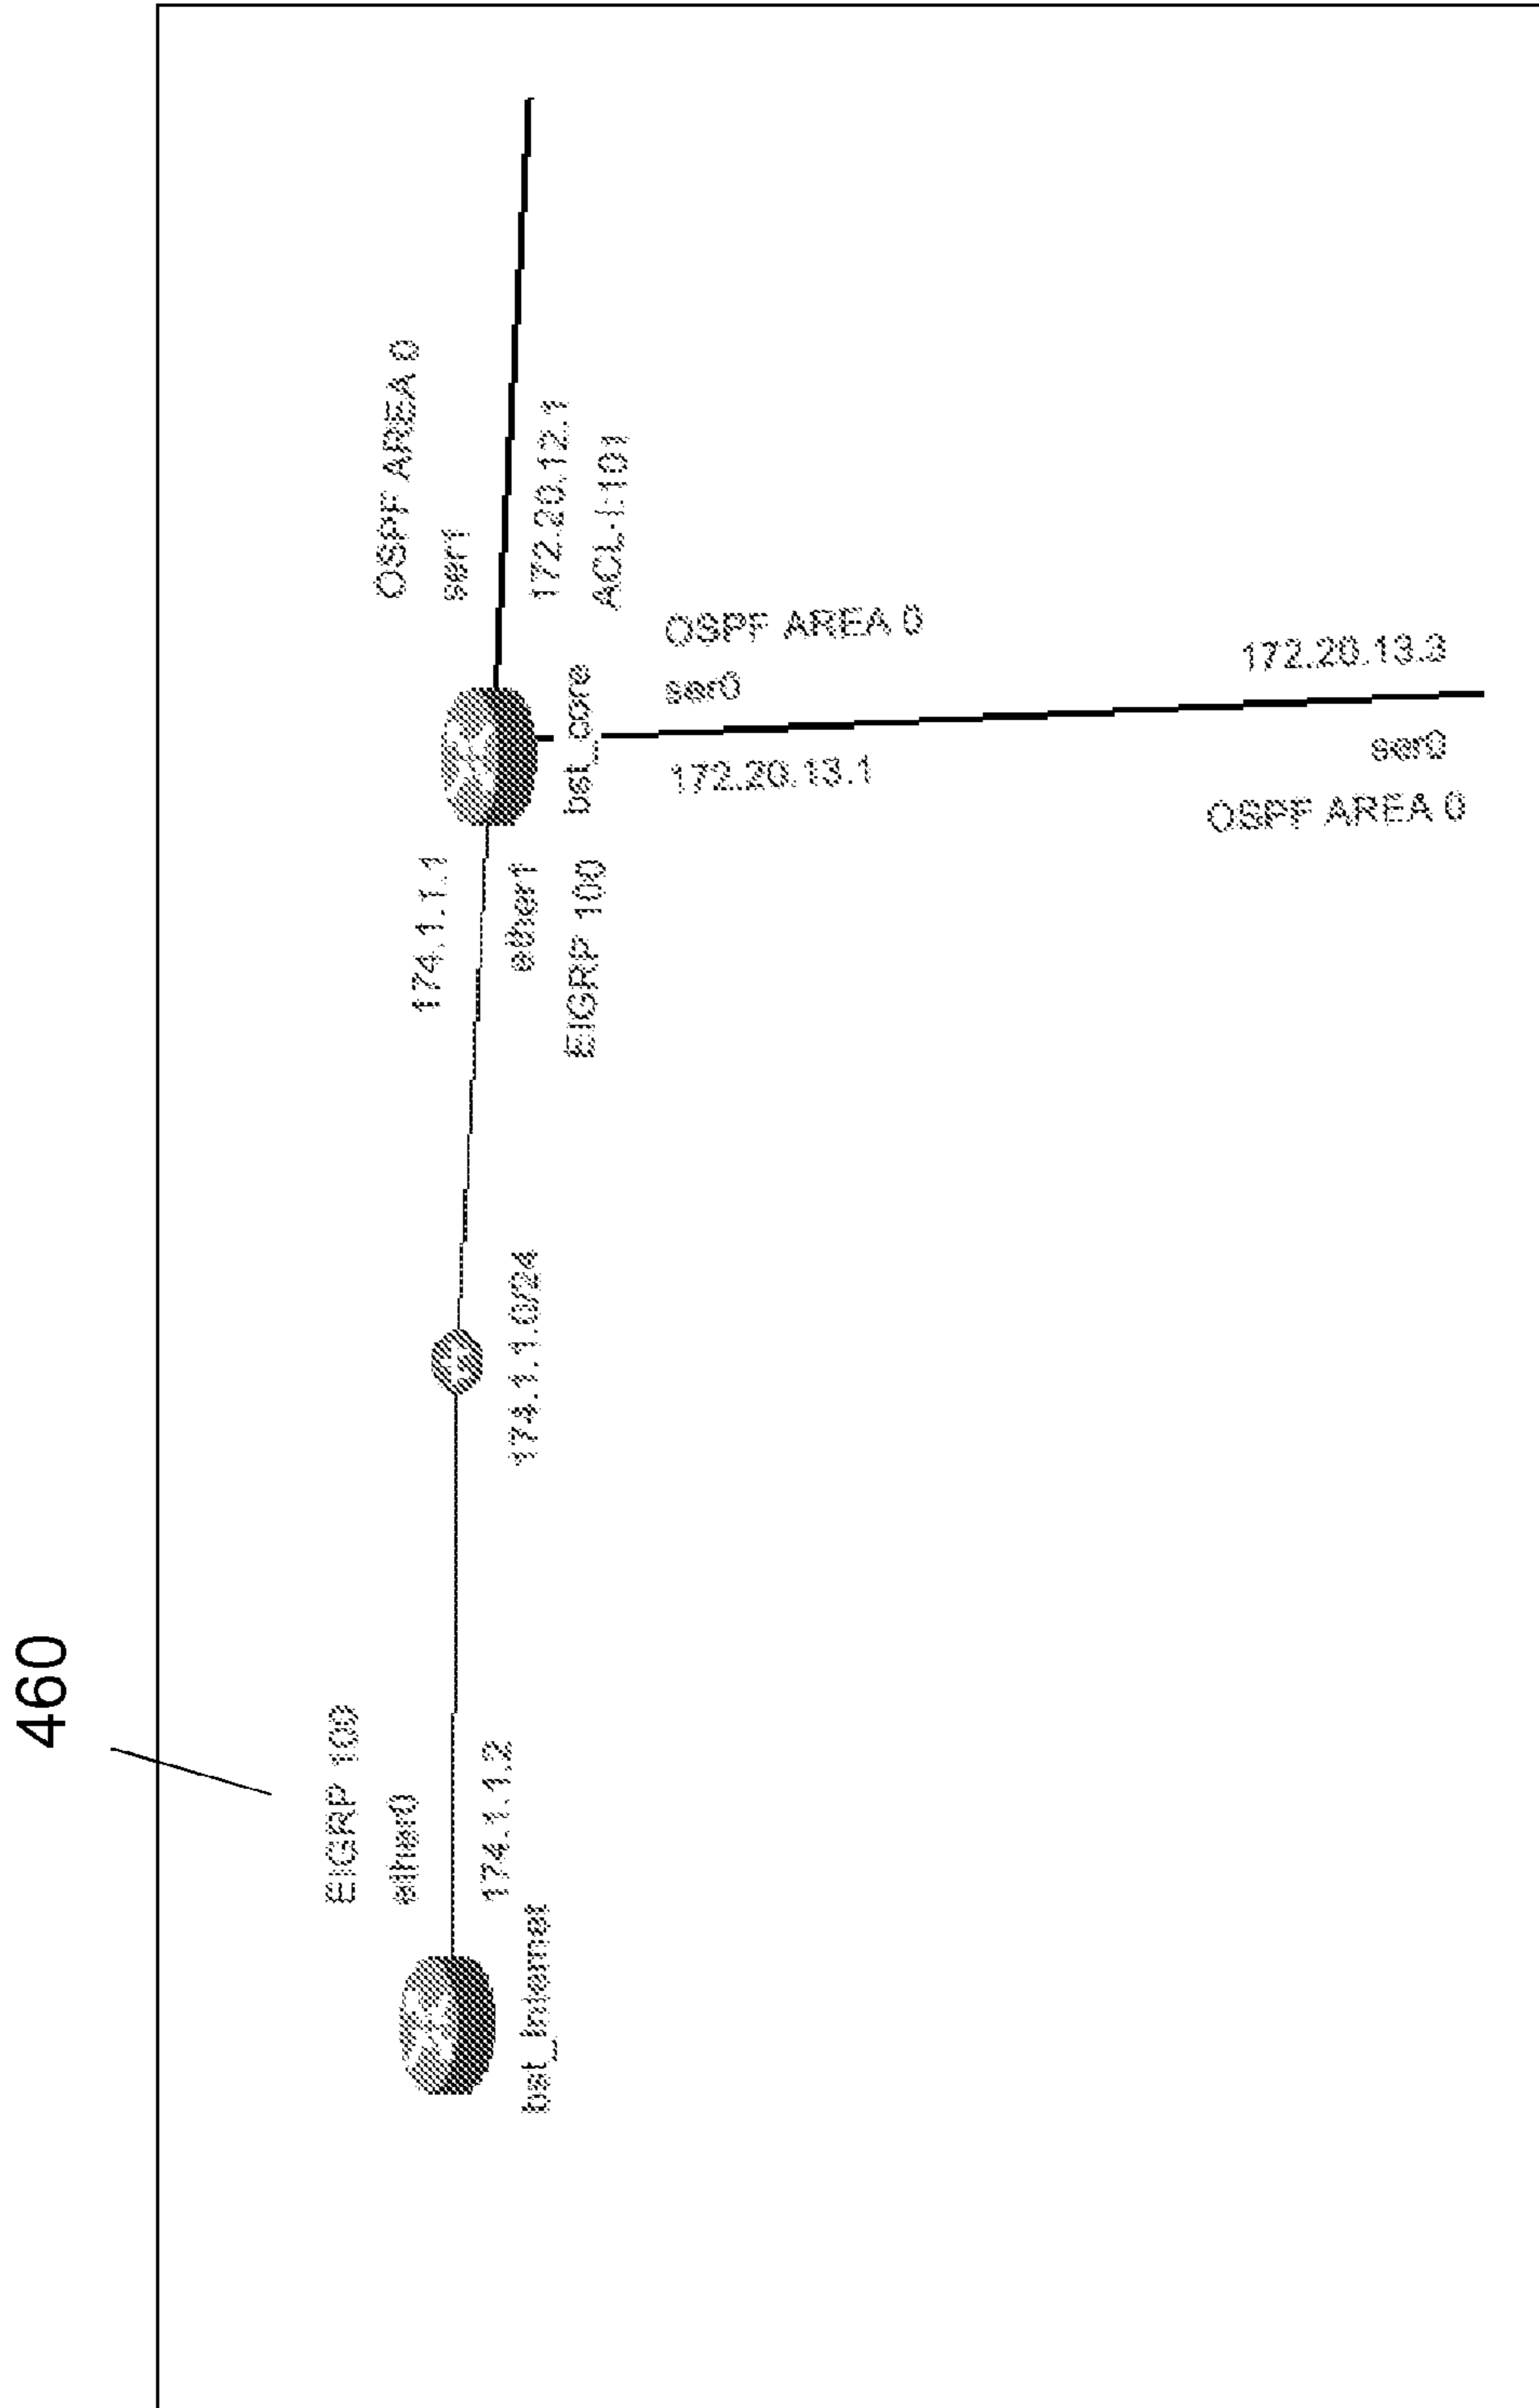 460
EIGRP 100
ether0
174.1.1.2
bst_Internet
174.1.1.0/24
174.1.1.1
ether1
EIGRP 100
bst_core
OSPF AREA 0
ser1
172.20.12.1
ACL-I:101
OSPF AREA 0
ser0
172.20.13.1
172.20.13.3
ser0
OSPF AREA 0